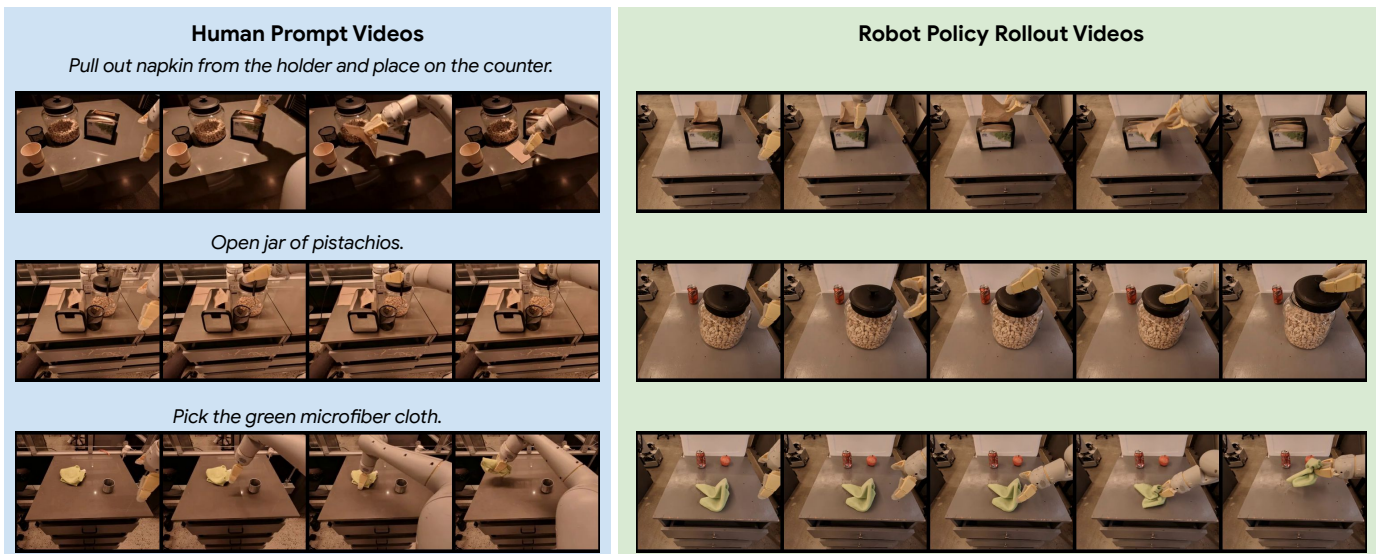 Human Prompt Videos
Robot Policy Rollout Videos
Pull out napkin from the holder and place on the counter.
Open jar of pistachios.
Pick the green microfiber cloth.